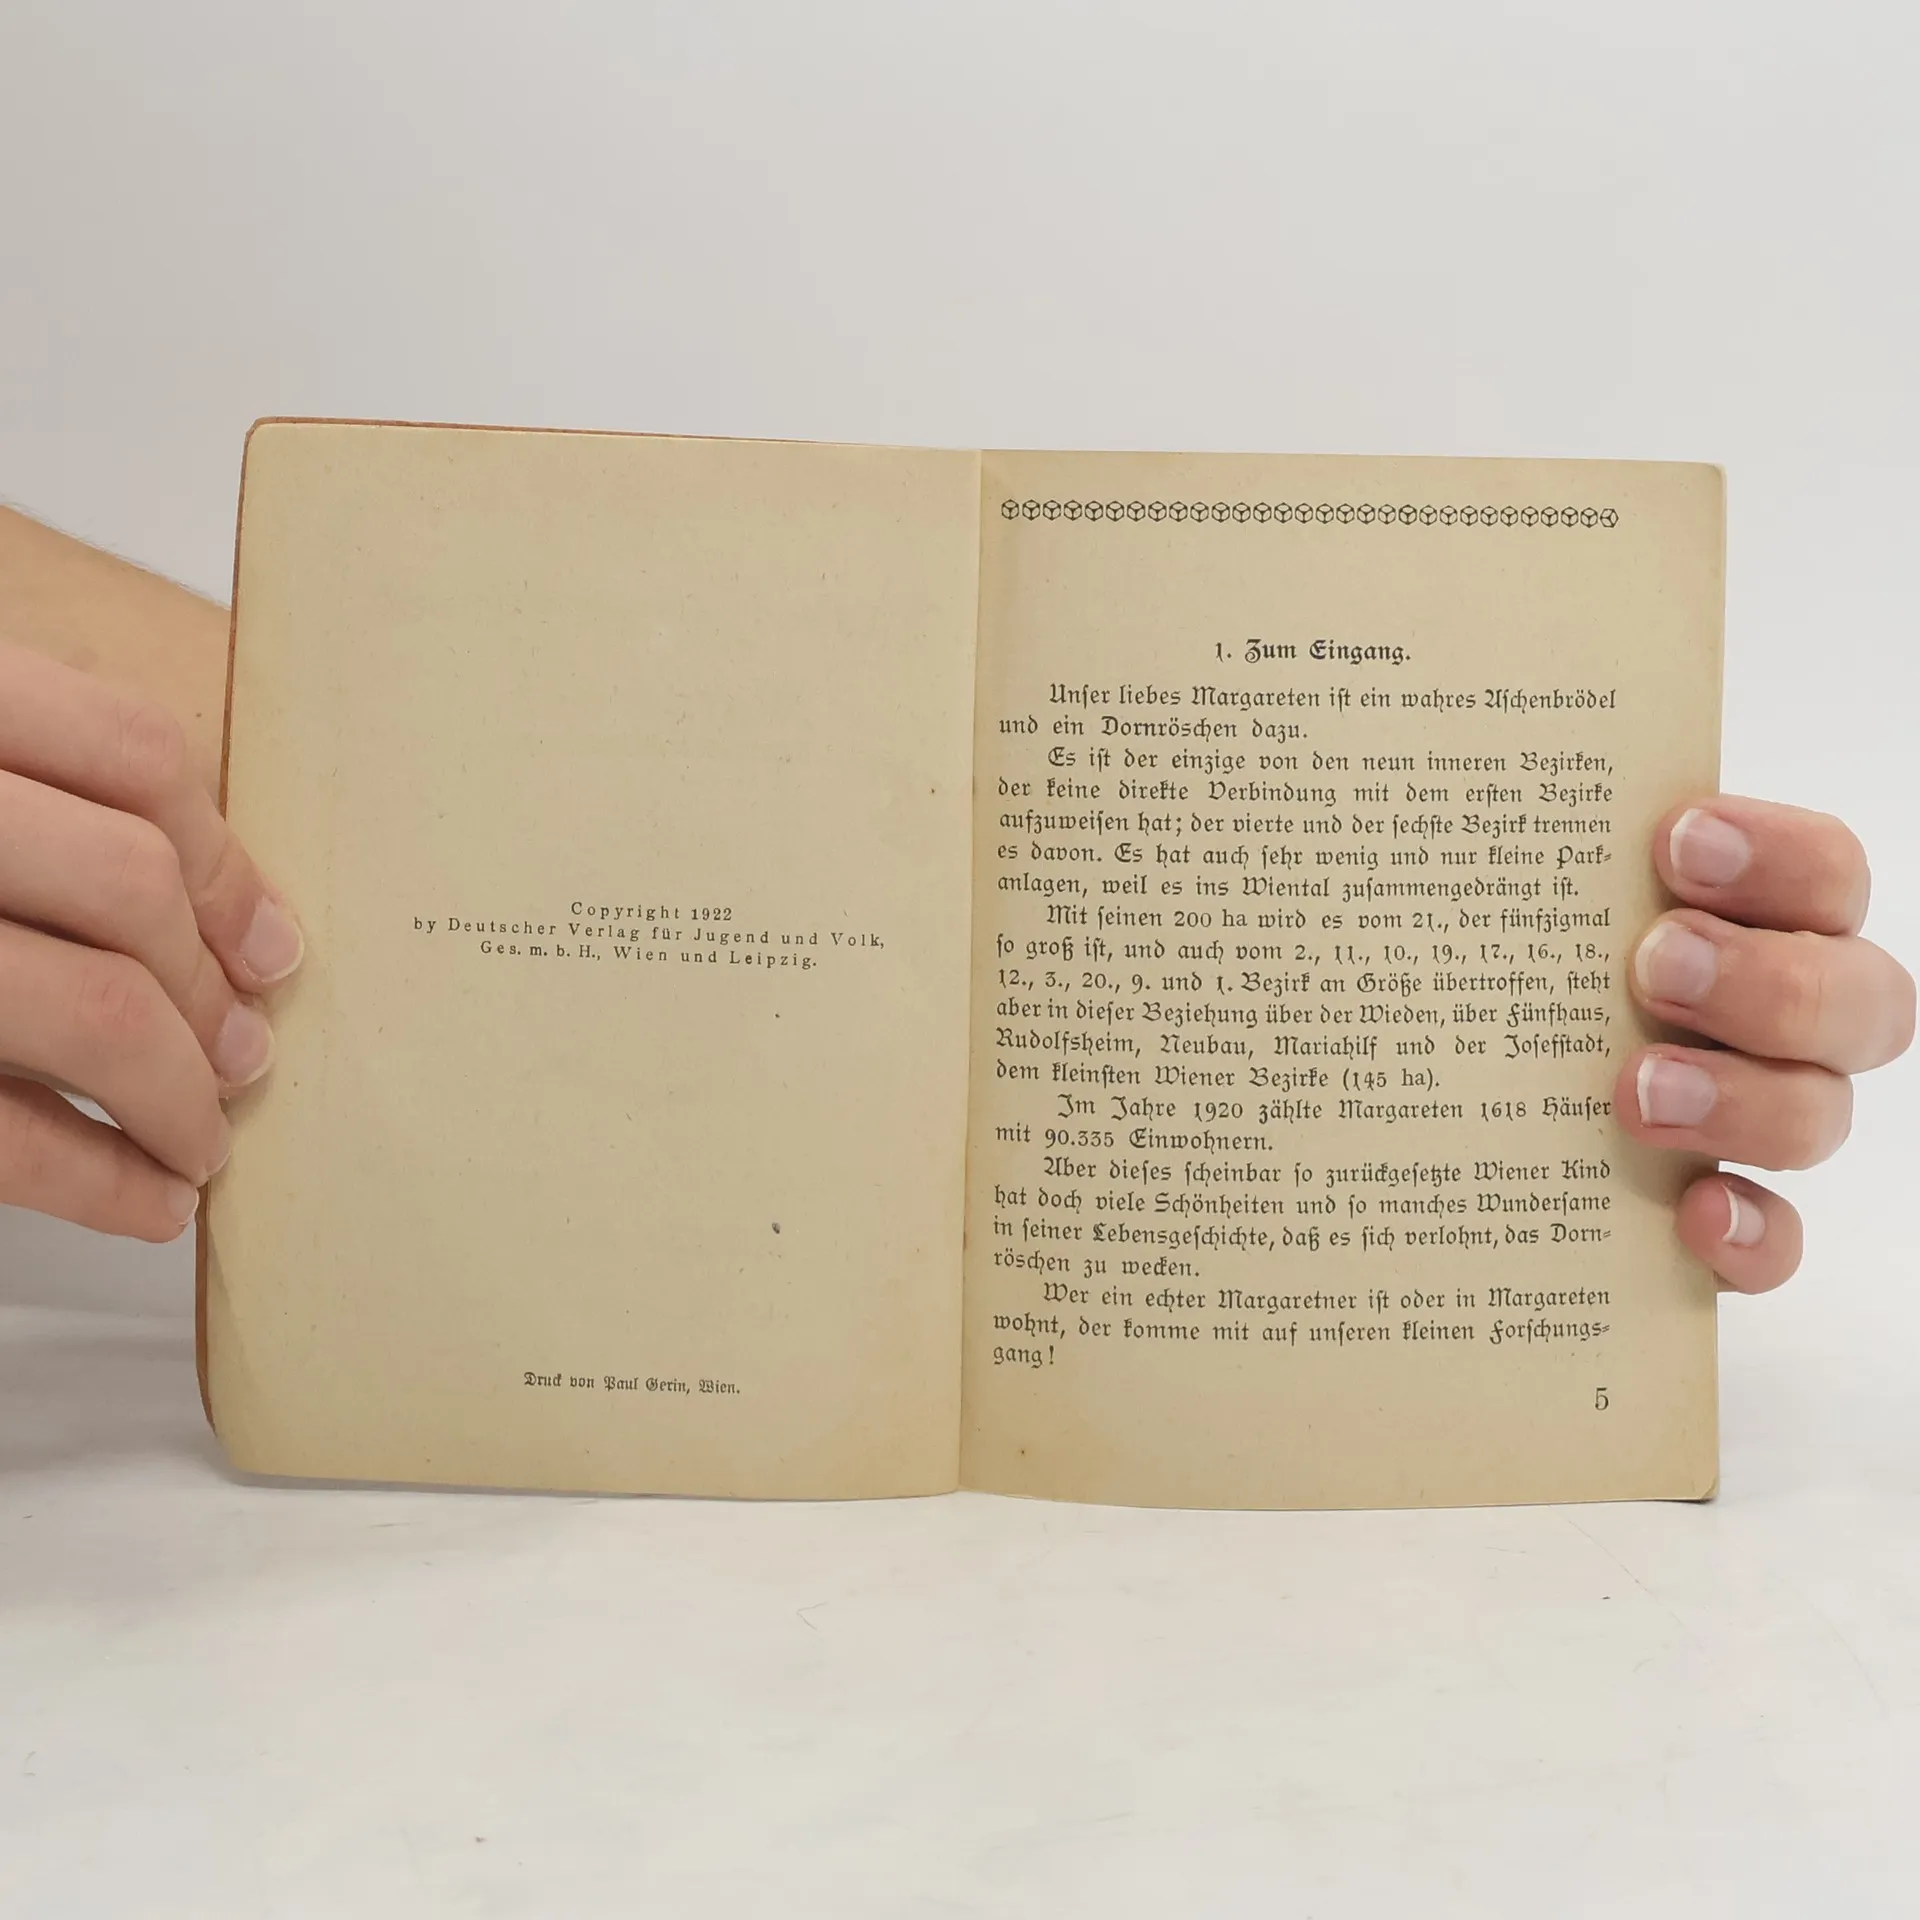 Copyright 1922
by Deutscher Verlag für Jugend und Volk,
Ges. m. b. H., Wien und Leipzig.
Druck von Paul Gerin, Wien.
1. Zum Eingang.
Unſer liebes Margareten iſt ein wahres Aſchenbrödel
und ein Dornröschen dazu.
Es iſt der einzige von den neun inneren Bezirken,
der keine direkte Verbindung mit dem erſten Bezirke
aufzuweiſen hat; der vierte und der ſechſte Bezirk trennen
es davon. Es hat auch ſehr wenig und nur kleine Park⸗
anlagen, weil es ins Wiental zuſammengedrängt iſt.
Mit ſeinen 200 ha wird es vom 21., der fünfzigmal
ſo groß iſt, und auch vom 2., 11., 10., 19., 17., 16., 18.,
12., 3., 20., 9. und 1. Bezirk an Größe übertroffen, ſteht
aber in dieſer Beziehung über der Wieden, über Fünfhaus,
Rudolfsheim, Neubau, Mariahilf und der Joſefſtadt,
dem kleinſten Wiener Bezirke (145 ha).
Im Jahre 1920 zählte Margareten 1618 Häuſer
mit 90.335 Einwohnern.
Aber dieſes ſcheinbar ſo zurückgeſetzte Wiener Kind
hat doch viele Schönheiten und ſo manches Wunderſame
in ſeiner Lebensgeſchichte, daß es ſich verlohnt, das Dorn⸗
röschen zu wecken.
Wer ein echter Margaretner iſt oder in Margareten
wohnt, der komme mit auf unſeren kleinen Forſchungs⸗
gang!
5